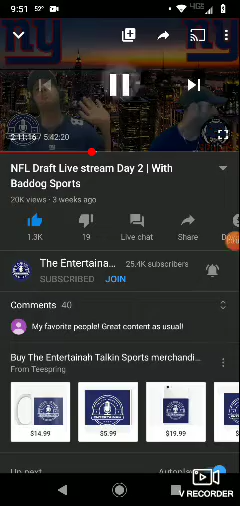 9:51 52° 4G
2:11:16 / 5:42:20
NFL Draft Live stream Day 2 | With
Baddog Sports
20K views · 3 weeks ago
1.3K 19 Live chat Share
The Entertaina... 25.4K subscribers
SUBSCRIBED JOIN
Comments 40
My favorite people! Great content as usual!
Buy The Entertainah Talkin Sports merchandi...
From Teespring
$14.99 $5.99 $19.99
Up next Autoplay
V RECORDER